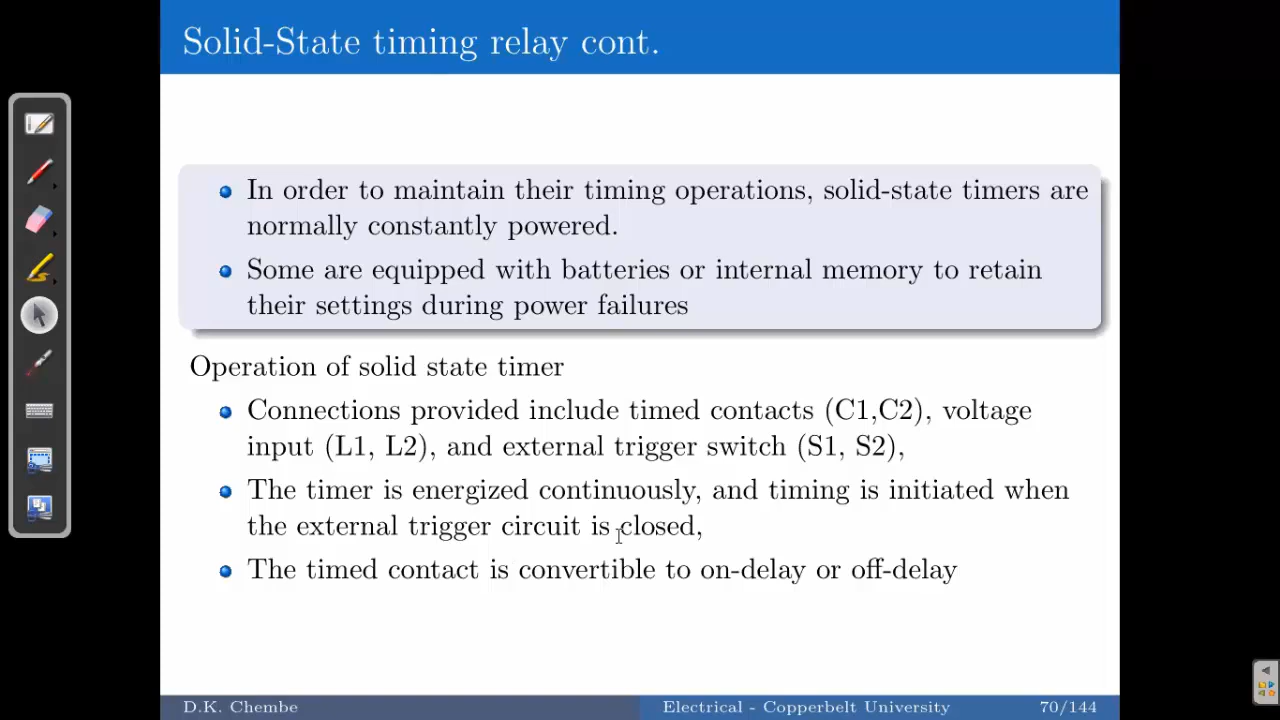 Solid-State timing relay cont.
In order to maintain their timing operations, solid-state timers are
normally constantly powered.
Some are equipped with batteries or internal memory to retain
their settings during power failures
Operation of solid state timer
Connections provided include timed contacts (C1,C2), voltage
input (L1, L2), and external trigger switch (S1, S2),
The timer is energized continuously, and timing is initiated when
the external trigger circuit is closed,
The timed contact is convertible to on-delay or off-delay
D.K. Chembe Electrical - Copperbelt University 70/144